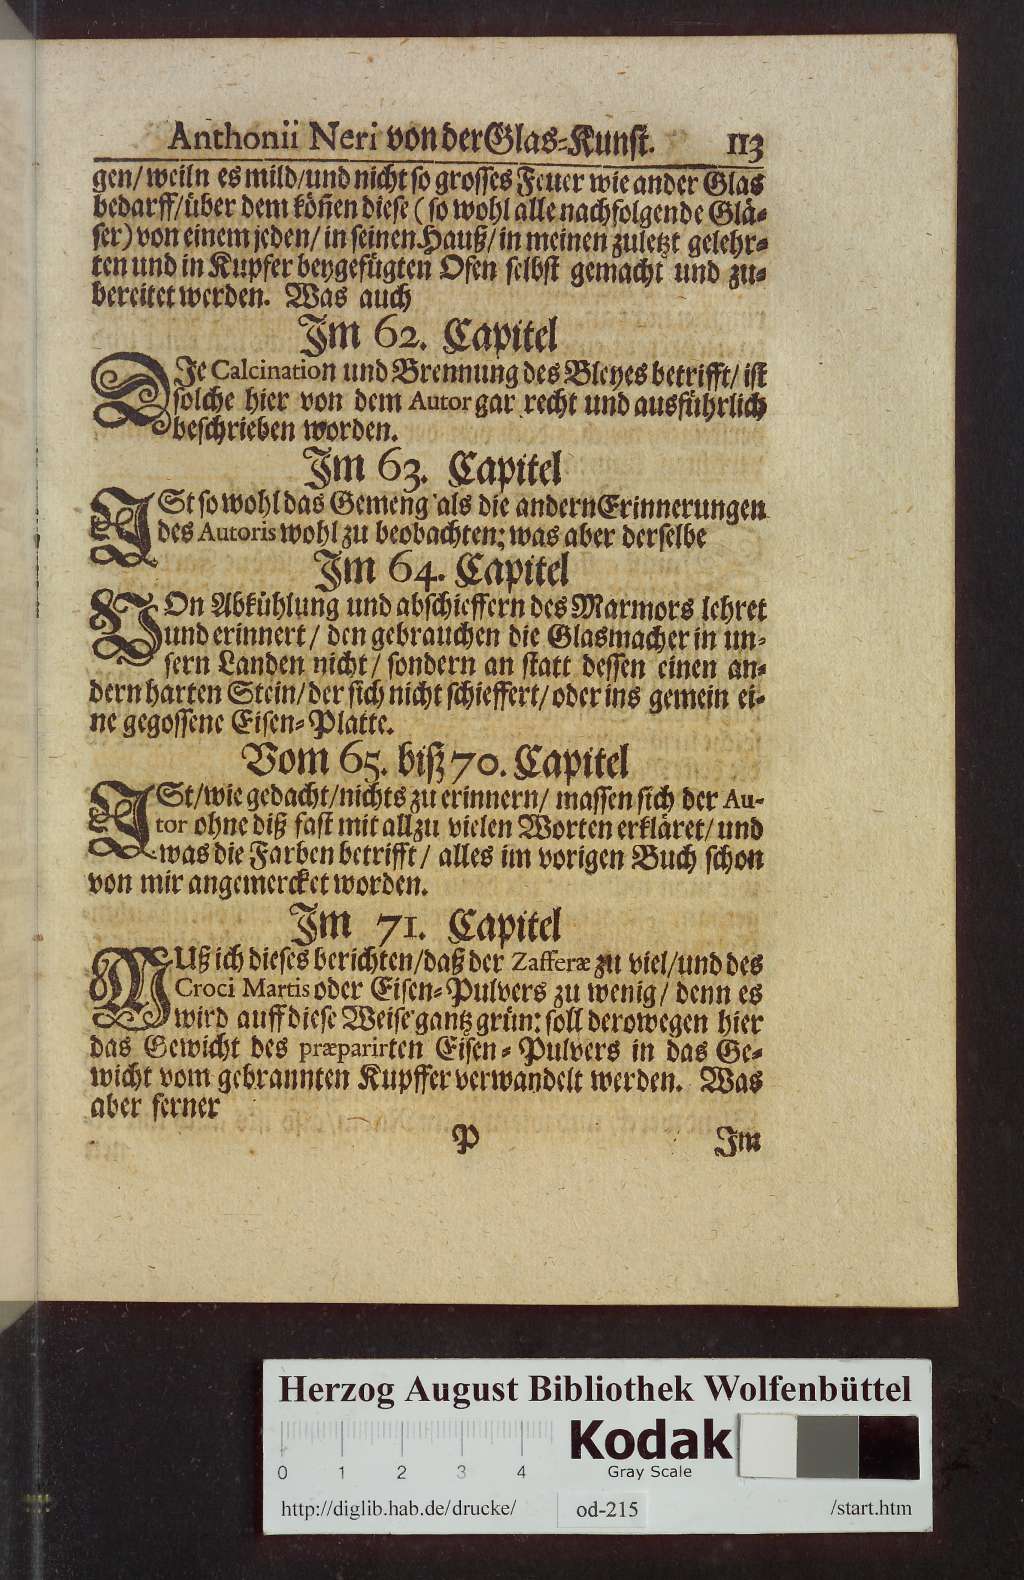 Anthonii Neri von der Glas-Kunst. 113
gen/ weiln es mild/ und nicht so grosses Feuer wie ander Glas
bedarff/ über dem köñen diese (so wohl alle nachfolgende Glä-
ser) von einem jeden/ in seinen Hauß/ in meinen zuletzt gelehr-
ten und in Kupfer beygefügten Ofen selbst gemacht und zu-
bereitet werden. Was auch
Im 62. Capitel
DIe Calcination und Brennung des Bleyes betrifft/ ist
solche hier von dem Autor gar recht und ausführlich
beschrieben worden.
Im 63. Capitel
ISt so wohl das Gemeng als die andern Erinnerungen
des Autoris wohl zu beobachten; was aber derselbe
Im 64. Capitel
VOn Abkühlung und abschieffern des Marmors lehret
und erinnert/ den gebrauchen die Glasmacher in un-
sern Landen nicht/ sondern an statt dessen einen an-
dern harten Stein/ der sich nicht schieffert/ oder ins gemein ei-
ne gegossene Eisen-Platte.
Vom 65. biß 70. Capitel
ISt/ wie gedacht/ nichts zu erinnern/ massen sich der Au-
tor ohne diß fast mit allzu vielen Worten erkläret/ und
was die Farben betrifft/ alles im vorigen Buch schon
von mir angemercket worden.
Im 71. Capitel
MUß ich dieses berichten/ daß der Zafferæ zu viel/ und des
Croci Martis oder Eisen-Pulvers zu wenig/ denn es
wird auff diese Weise gantz grün: soll derowegen hier
das Gewicht des præparirten Eisen-Pulvers in das Ge-
wicht vom gebrannten Kupffer verwandelt werden. Was
aber ferner
P Im
Herzog August Bibliothek Wolfenbüttel
0 1 2 3 4
Kodak
Gray Scale
http://diglib.hab.de/drucke/ od-215 /start.htm